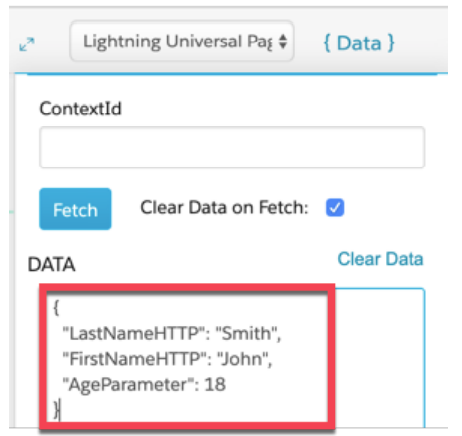 Lightning Universal Pag
{ Data }
ContextId
Fetch
Clear Data on Fetch:
DATA
Clear Data
{
"LastNameHTTP": "Smith",
"FirstNameHTTP": "John",
"AgeParameter": 18
}